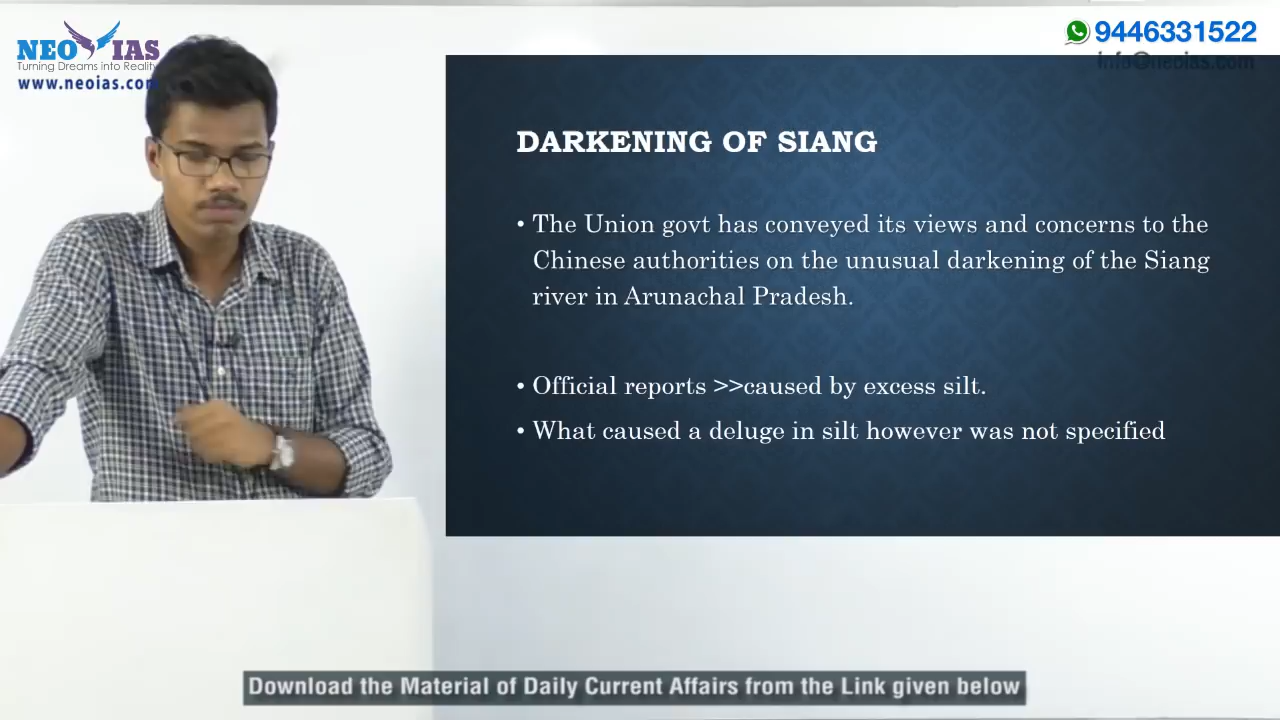 NEO IAS
Turning Dreams into Reality
www.neoias.com
9446331522
info@neoias.com
DARKENING OF SIANG
• The Union govt has conveyed its views and concerns to the
Chinese authorities on the unusual darkening of the Siang
river in Arunachal Pradesh.
• Official reports >>caused by excess silt.
• What caused a deluge in silt however was not specified
Download the Material of Daily Current Affairs from the Link given below